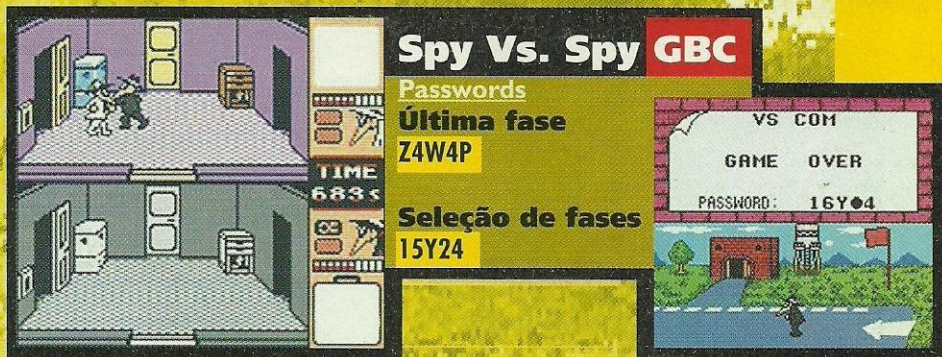 Spy Vs. Spy GBC
Passwords
Última fase
Z4W4P
Seleção de fases
15Y24
TIME
683s
VS COM
GAME OVER
PASSWORD: 16Y●4